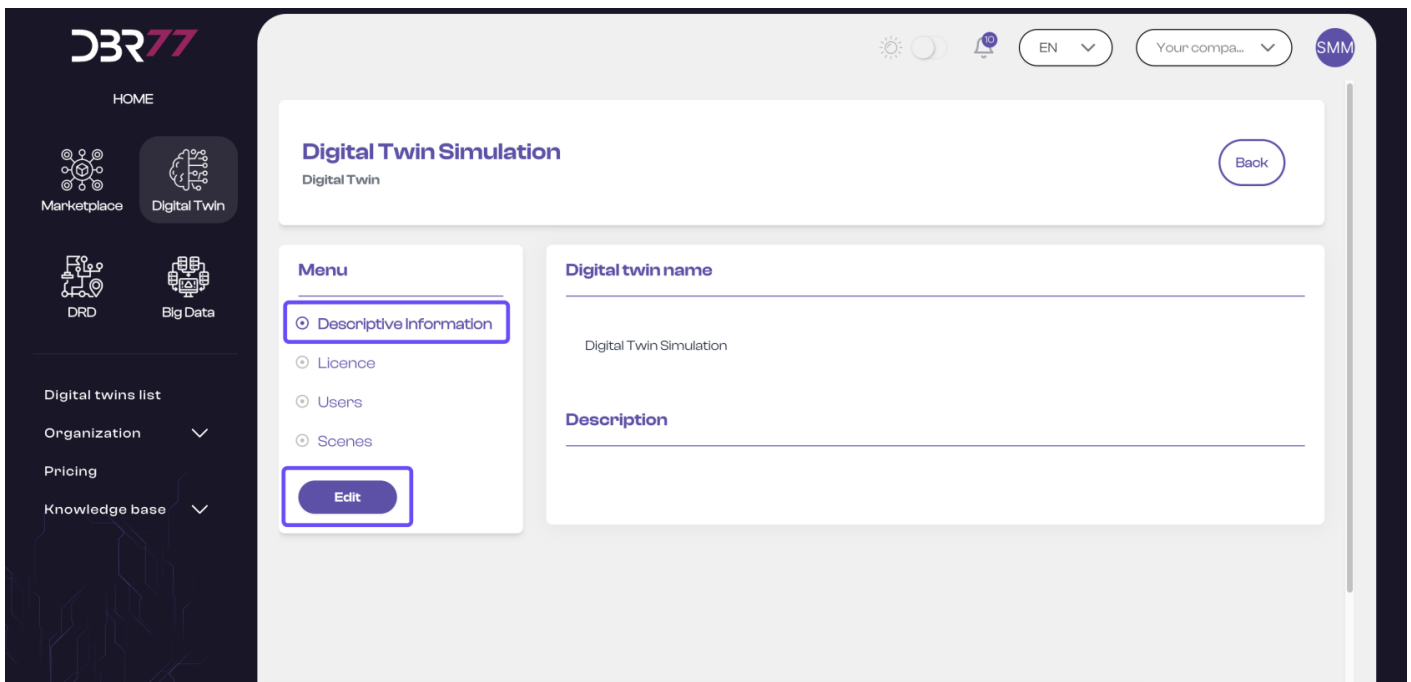 DBR77
10
EN
Your compa...
SMM
HOME
Marketplace
Digital Twin
DRD
Big Data
Digital twins list
Organization
Pricing
Knowledge base
Digital Twin Simulation
Digital Twin
Back
Menu
Descriptive Information
Licence
Users
Scenes
Edit
Digital twin name
Digital Twin Simulation
Description